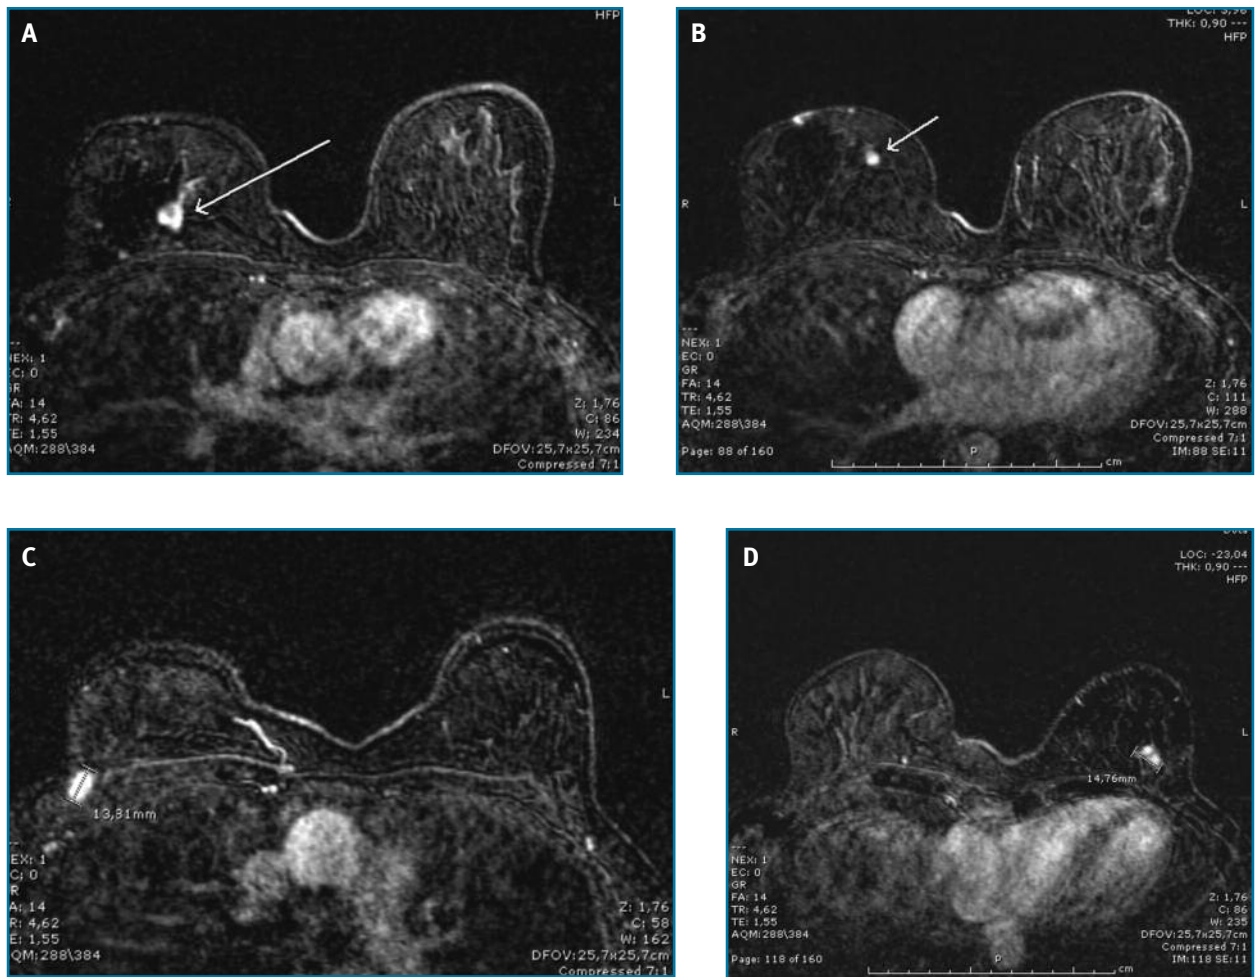 A
HFP
L
NEX: 1
EC: 0
GR
FA: 14
TR: 4,62
TE: 1,55
AQM:288\384
Z: 1,76
C: 86
W: 234
DFOV:25,7x25,7cm
Compressed 7:1
B
THK: 0,90 ---
HFP
R
L
---
NEX: 1
EC: 0
GR
FA: 14
TR: 4,62
TE: 1,55
AQM:288\384
Page: 88 of 160
P
cm
Z: 1,76
C: 111
W: 288
DFOV:25,7x25,7cm
Compressed 7:1
IM:88 SE:11
C
L
13,81mm
EX: 1
C: 0
R
A: 14
R: 4,62
E: 1,55
QM:288\384
Z: 1,76
C: 58
W: 162
DFOV:25,7x25,7cm
Compressed 7:1
D
LOC: -23,04
THK: 0,90 ---
HFP
R
L
14,76mm
---
NEX: 1
EC: 0
GR
FA: 14
TR: 4,62
TE: 1,55
AQM:288\384
Page: 118 of 160
P
cm
Z: 1,76
C: 86
W: 235
DFOV:25,7x25,7cm
Compressed 7:1
IM:118 SE:11